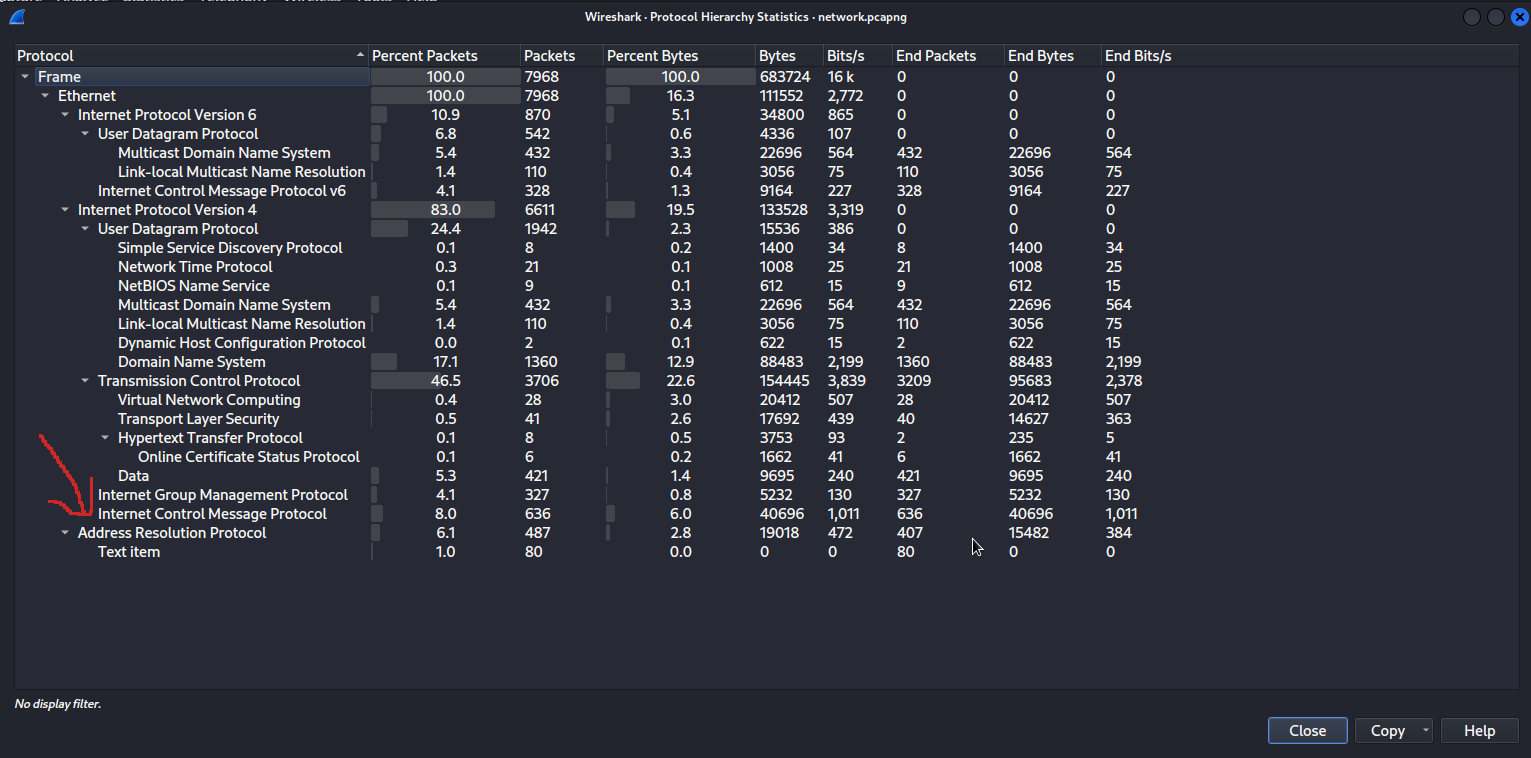 Wireshark · Protocol Hierarchy Statistics · network.pcapng
Protocol Percent Packets Packets Percent Bytes Bytes Bits/s End Packets End Bytes End Bits/s
Frame 100.0 7968 100.0 683724 16 k 0 0 0
Ethernet 100.0 7968 16.3 111552 2,772 0 0 0
Internet Protocol Version 6 10.9 870 5.1 34800 865 0 0 0
User Datagram Protocol 6.8 542 0.6 4336 107 0 0 0
Multicast Domain Name System 5.4 432 3.3 22696 564 432 22696 564
Link-local Multicast Name Resolution 1.4 110 0.4 3056 75 110 3056 75
Internet Control Message Protocol v6 4.1 328 1.3 9164 227 328 9164 227
Internet Protocol Version 4 83.0 6611 19.5 133528 3,319 0 0 0
User Datagram Protocol 24.4 1942 2.3 15536 386 0 0 0
Simple Service Discovery Protocol 0.1 8 0.2 1400 34 8 1400 34
Network Time Protocol 0.3 21 0.1 1008 25 21 1008 25
NetBIOS Name Service 0.1 9 0.1 612 15 9 612 15
Multicast Domain Name System 5.4 432 3.3 22696 564 432 22696 564
Link-local Multicast Name Resolution 1.4 110 0.4 3056 75 110 3056 75
Dynamic Host Configuration Protocol 0.0 2 0.1 622 15 2 622 15
Domain Name System 17.1 1360 12.9 88483 2,199 1360 88483 2,199
Transmission Control Protocol 46.5 3706 22.6 154445 3,839 3209 95683 2,378
Virtual Network Computing 0.4 28 3.0 20412 507 28 20412 507
Transport Layer Security 0.5 41 2.6 17692 439 40 14627 363
Hypertext Transfer Protocol 0.1 8 0.5 3753 93 2 235 5
Online Certificate Status Protocol 0.1 6 0.2 1662 41 6 1662 41
Data 5.3 421 1.4 9695 240 421 9695 240
Internet Group Management Protocol 4.1 327 0.8 5232 130 327 5232 130
Internet Control Message Protocol 8.0 636 6.0 40696 1,011 636 40696 1,011
Address Resolution Protocol 6.1 487 2.8 19018 472 407 15482 384
Text item 1.0 80 0.0 0 0 80 0 0
No display filter.
Close Copy Help